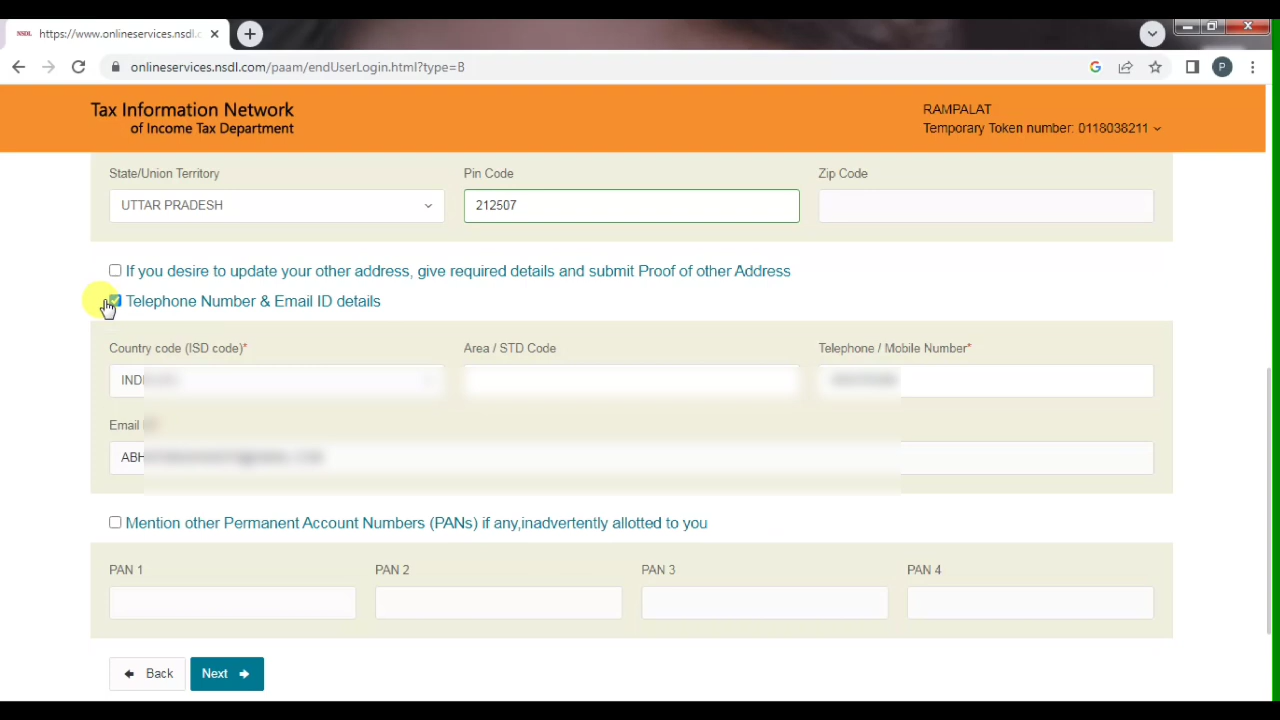 NSDL https://www.onlineservices.nsdl.c
onlineservices.nsdl.com/paam/endUserLogin.html?type=B
G
P
Tax Information Network
of Income Tax Department
RAMPALAT
Temporary Token number: 0118038211
State/Union Territory Pin Code Zip Code
UTTAR PRADESH 212507
If you desire to update your other address, give required details and submit Proof of other Address
Telephone Number & Email ID details
Country code (ISD code)* Area / STD Code Telephone / Mobile Number*
Email
Mention other Permanent Account Numbers (PANs) if any,inadvertently allotted to you
PAN 1 PAN 2 PAN 3 PAN 4
Back Next